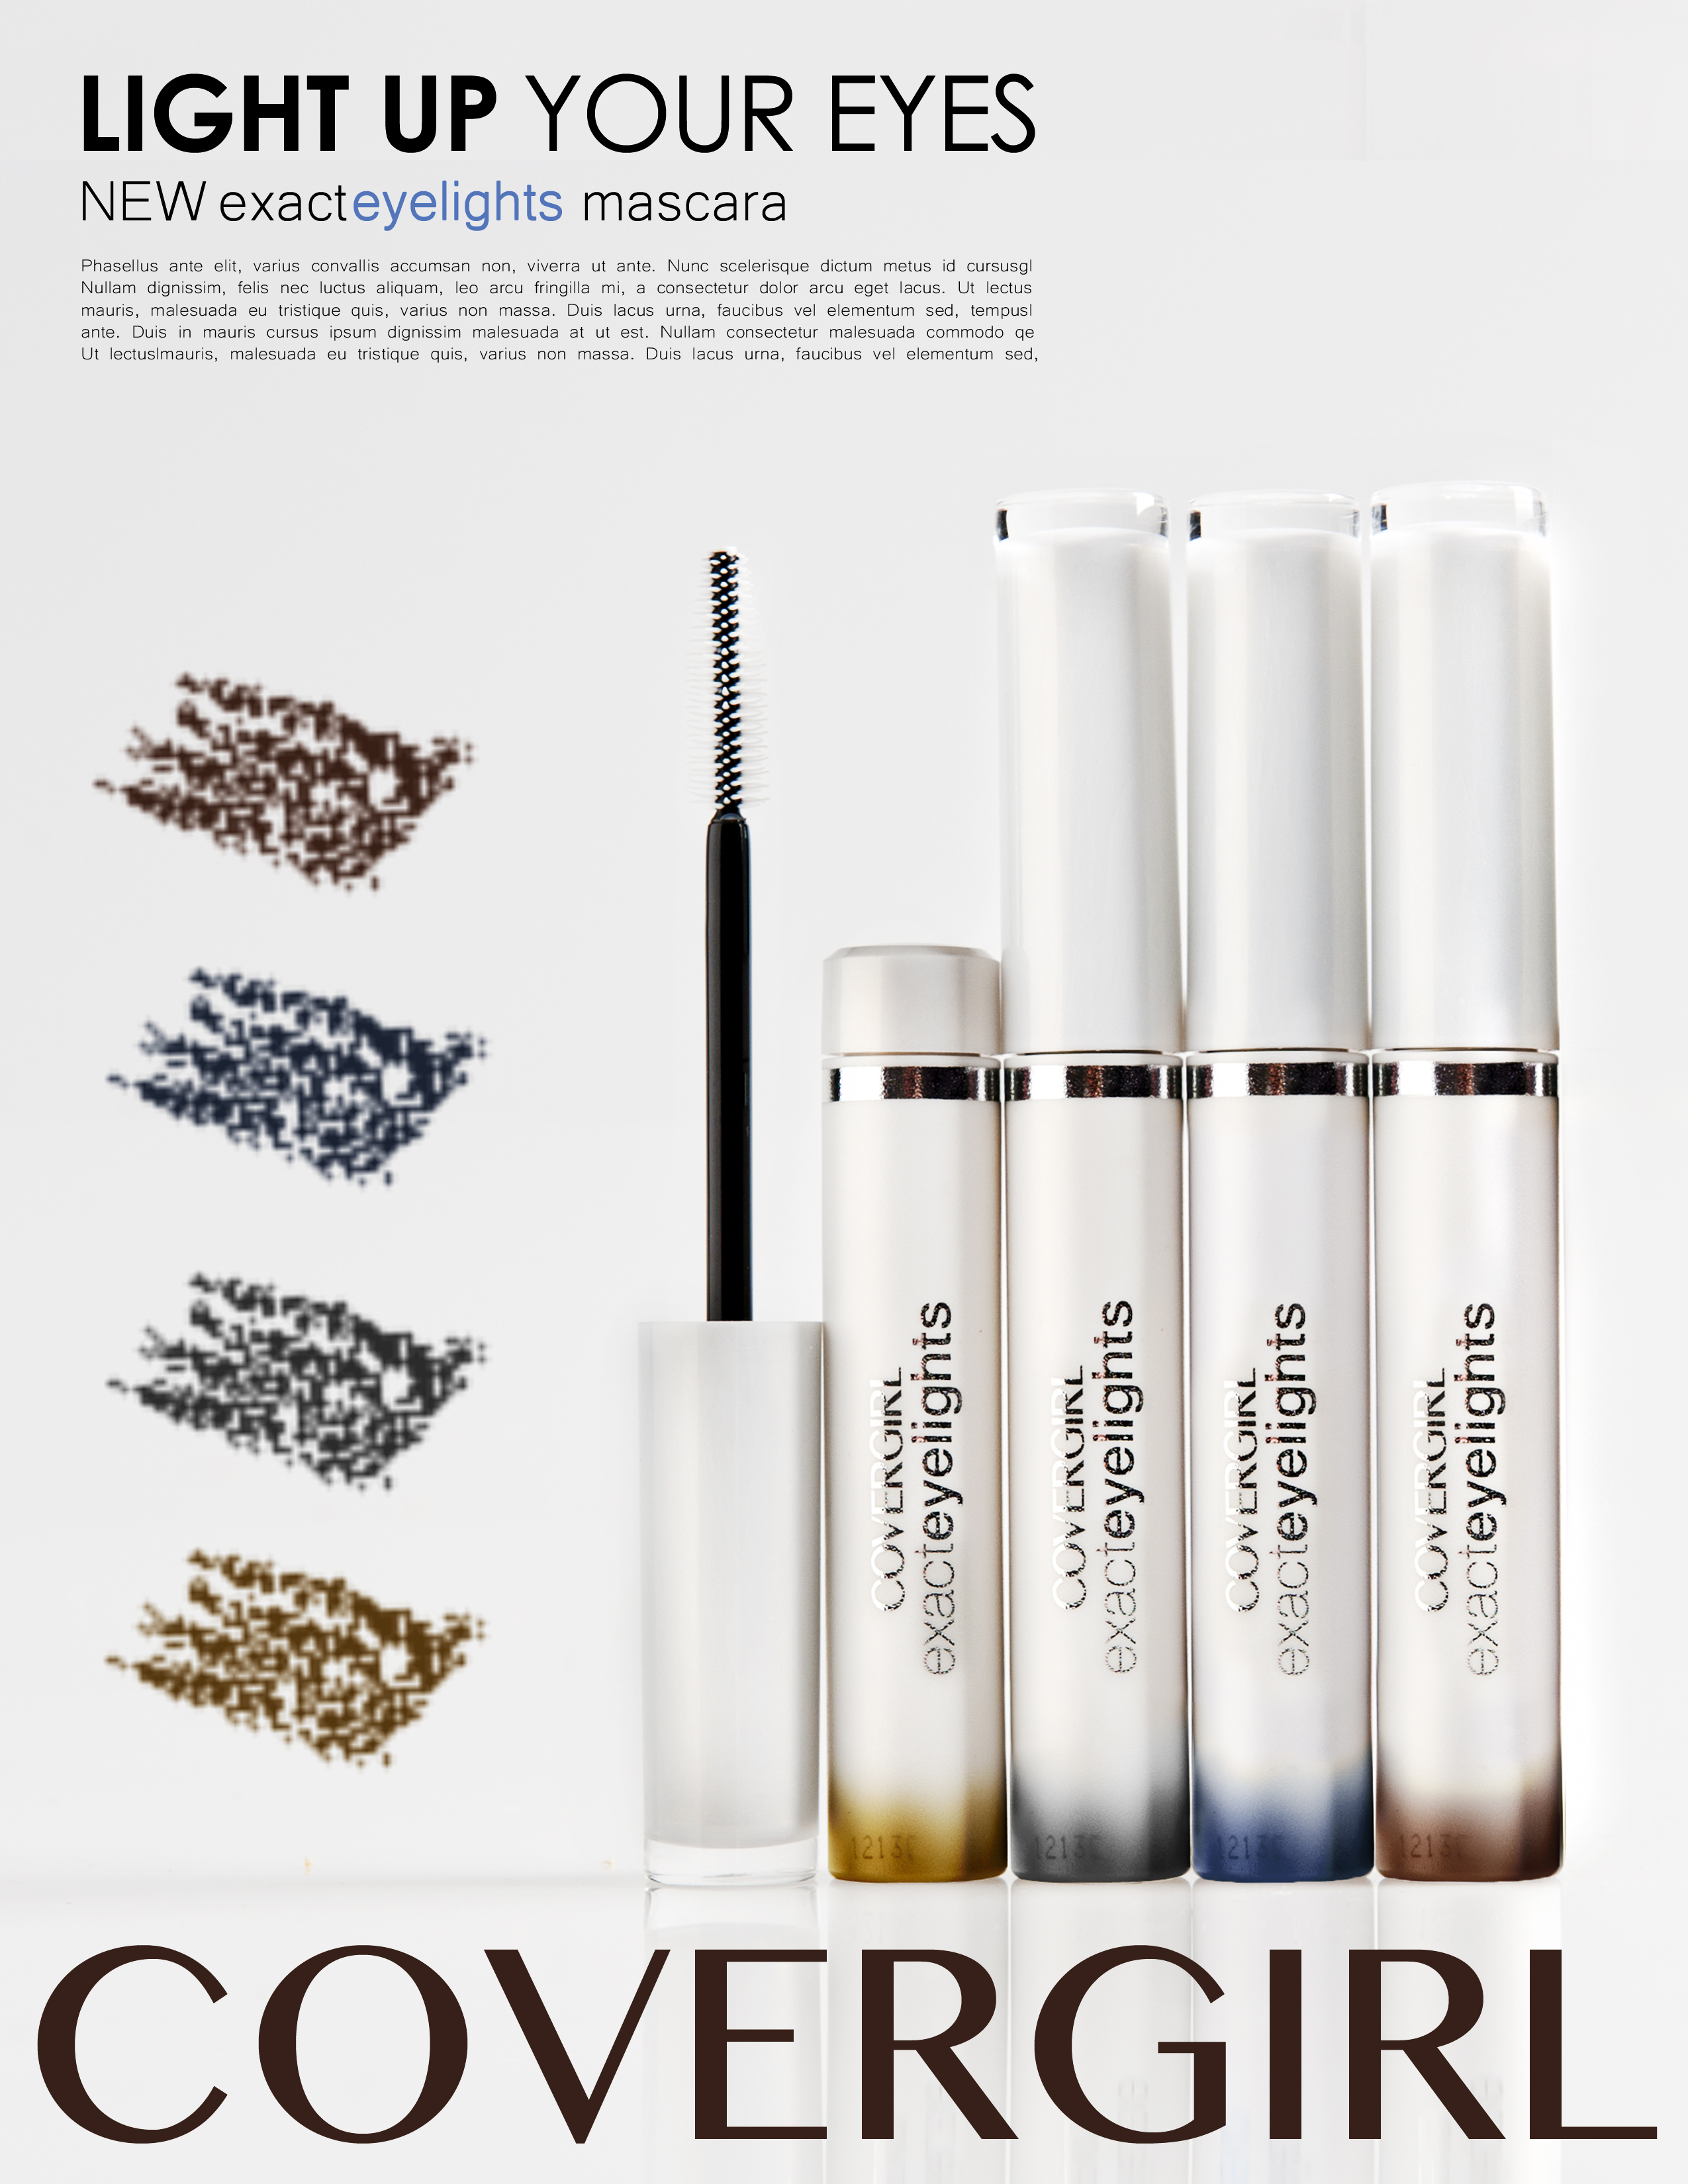 LIGHT UP YOUR EYES
NEW exacteyelights mascara
Phasellus ante elit, varius convallis accumsan non, viverra ut ante. Nunc scelerisque dictum metus id cursusgl
Nullam dignissim, felis nec luctus aliquam, leo arcu fringilla mi, a consectetur dolor arcu eget lacus. Ut lectus
mauris, malesuada eu tristique quis, varius non massa. Duis lacus urna, faucibus vel elementum sed, tempusl
ante. Duis in mauris cursus ipsum dignissim malesuada at ut est. Nullam consectetur malesuada commodo qe
Ut lectuslmauris, malesuada eu tristique quis, varius non massa. Duis lacus urna, faucibus vel elementum sed,
COVERGIRL
exacteyelights
COVERGIRL
exacteyelights
COVERGIRL
exacteyelights
COVERGIRL
exacteyelights
COVERGIRL